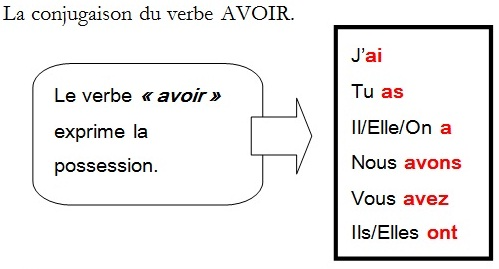 La conjugaison du verbe AVOIR.
Le verbe « avoir »
exprime la
possession.
J'ai
Tu as
Il/Elle/On a
Nous avons
Vous avez
Ils/Elles ont